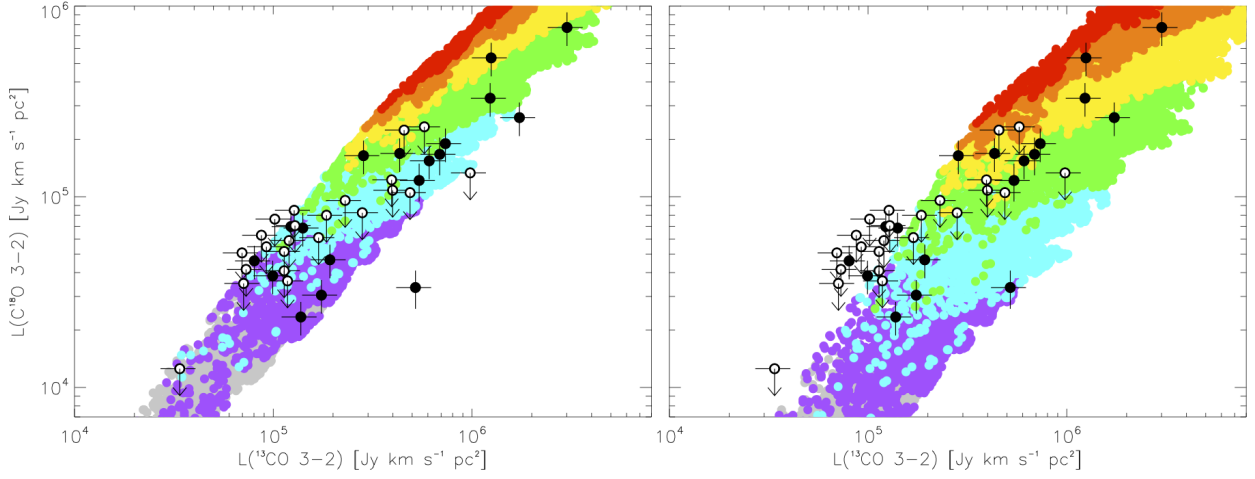 10⁶
10⁵
10⁴
L(C¹⁸O 3−2) [Jy km s⁻¹ pc²]
10⁴ 10⁵ 10⁶
L(¹³CO 3−2) [Jy km s⁻¹ pc²]
10⁴ 10⁵ 10⁶
L(¹³CO 3−2) [Jy km s⁻¹ pc²]